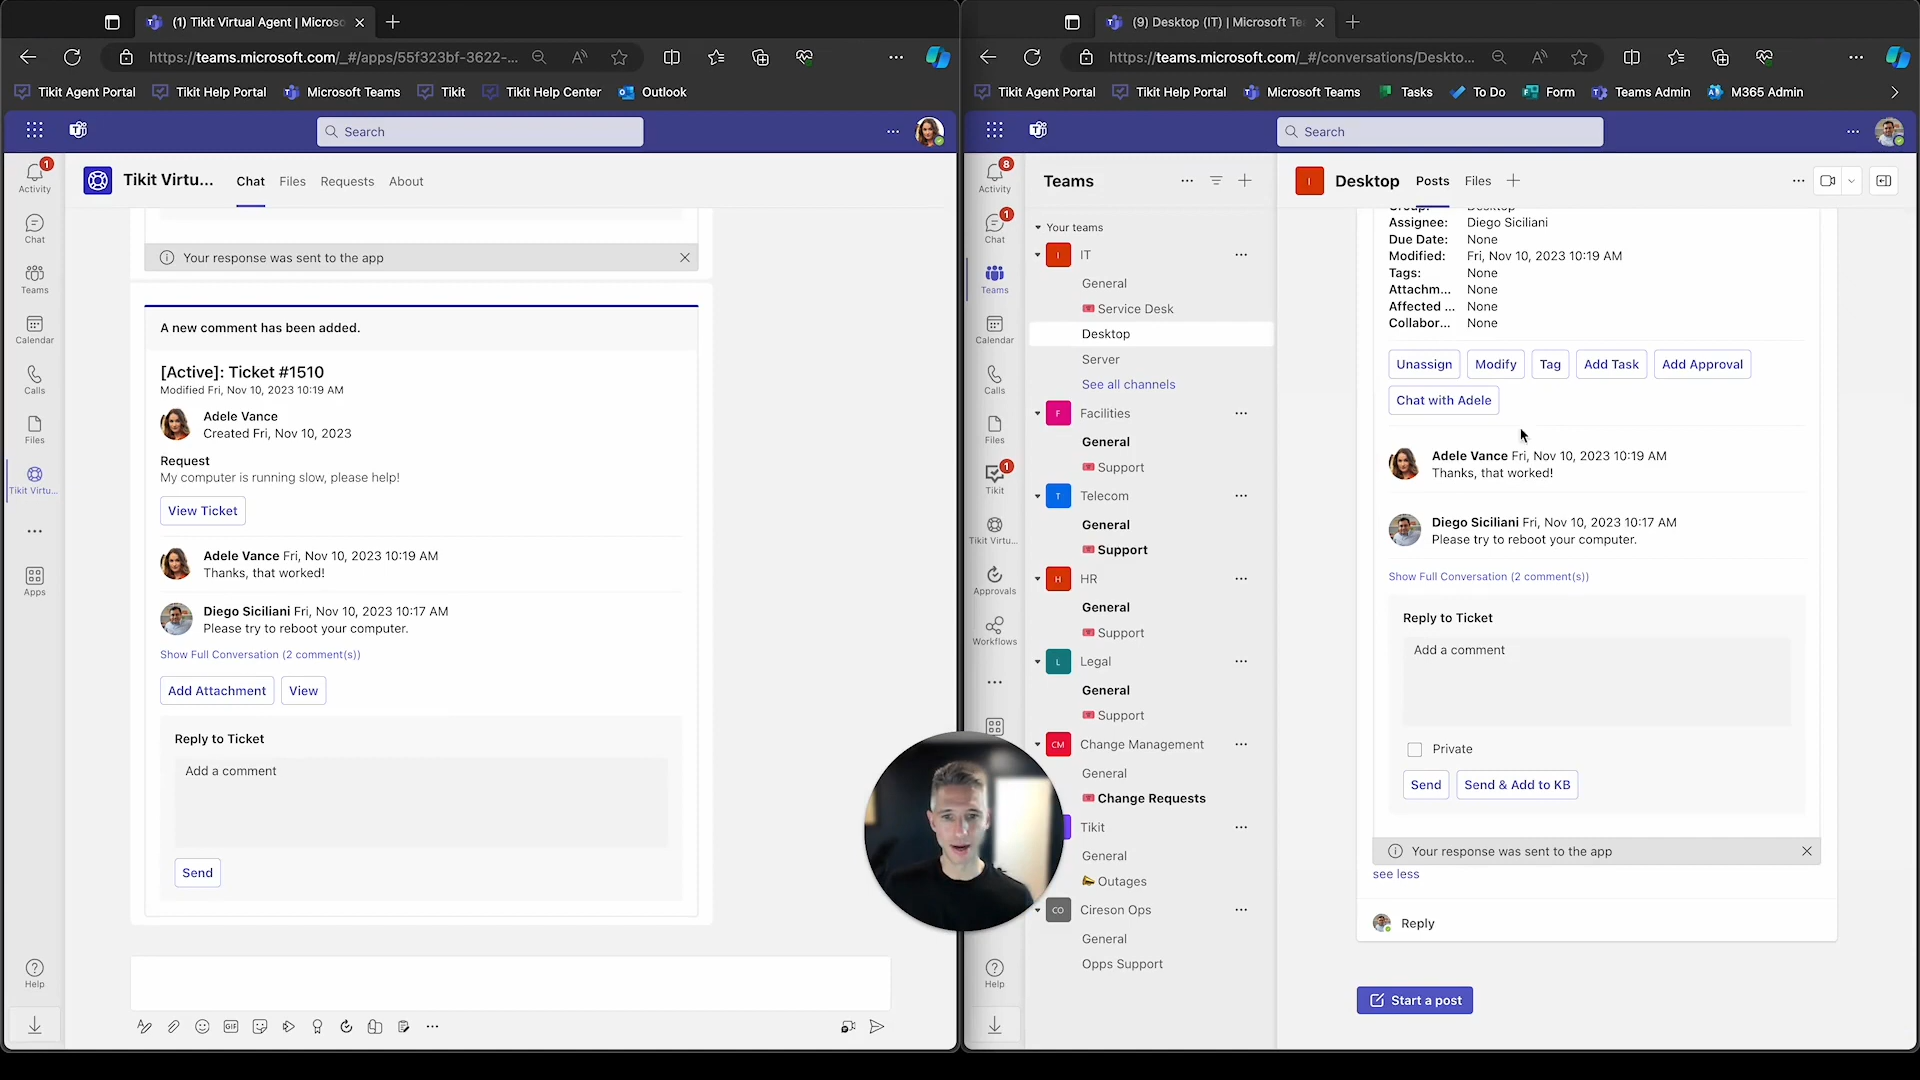 (1) Tikit Virtual Agent | Microso
https://teams.microsoft.com/_#/apps/55f323bf-3622-...
Tikit Agent Portal
Tikit Help Portal
Microsoft Teams
Tikit
Tikit Help Center
Outlook
Search
1
Activity
Chat
Teams
Calendar
Calls
Files
Tikit Virtu...
Apps
Help
Tikit Virtu...
Chat
Files
Requests
About
Your response was sent to the app
A new comment has been added.
[Active]: Ticket #1510
Modified Fri, Nov 10, 2023 10:19 AM
Adele Vance
Created Fri, Nov 10, 2023
Request
My computer is running slow, please help!
View Ticket
Adele Vance Fri, Nov 10, 2023 10:19 AM
Thanks, that worked!
Diego Siciliani Fri, Nov 10, 2023 10:17 AM
Please try to reboot your computer.
Show Full Conversation (2 comment(s))
Add Attachment
View
Reply to Ticket
Add a comment
Send
GIF
(9) Desktop (IT) | Microsoft Te
https://teams.microsoft.com/_#/conversations/Deskto...
Tikit Agent Portal
Tikit Help Portal
Microsoft Teams
Tasks
To Do
Form
Teams Admin
M365 Admin
Search
8
Activity
1
Chat
Teams
Calendar
Calls
Files
1
Tikit
Tikit Virtu...
Approvals
Workflows
Help
Teams
Your teams
I IT
General
Service Desk
Desktop
Server
See all channels
F Facilities
General
Support
T Telecom
General
Support
H HR
General
Support
L Legal
General
Support
CM Change Management
General
Change Requests
Tikit
General
Outages
CO Cireson Ops
General
Opps Support
I Desktop
Posts
Files
Group: Desktop
Assignee: Diego Siciliani
Due Date: None
Modified: Fri, Nov 10, 2023 10:19 AM
Tags: None
Attachm... None
Affected ... None
Collabor... None
Unassign
Modify
Tag
Add Task
Add Approval
Chat with Adele
Adele Vance Fri, Nov 10, 2023 10:19 AM
Thanks, that worked!
Diego Siciliani Fri, Nov 10, 2023 10:17 AM
Please try to reboot your computer.
Show Full Conversation (2 comment(s))
Reply to Ticket
Add a comment
Private
Send
Send & Add to KB
Your response was sent to the app
see less
Reply
Start a post